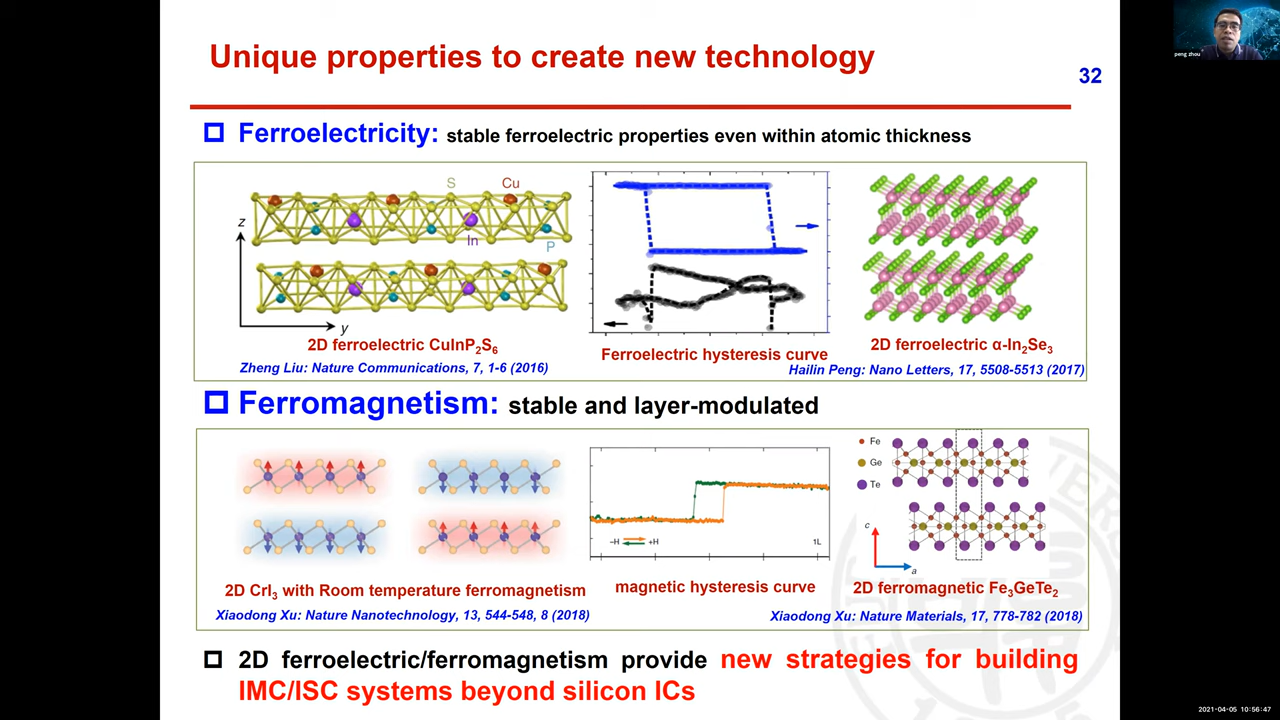 Unique properties to create new technology
32
peng zhou
Ferroelectricity: stable ferroelectric properties even within atomic thickness
S
Cu
z
In
P
y
2D ferroelectric CuInP2S6
Ferroelectric hysteresis curve
2D ferroelectric α-In2Se3
Zheng Liu: Nature Communications, 7, 1-6 (2016)
Hailin Peng: Nano Letters, 17, 5508-5513 (2017)
Ferromagnetism: stable and layer-modulated
Fe
Ge
Te
-H
+H
1L
c
a
2D CrI3 with Room temperature ferromagnetism
magnetic hysteresis curve
2D ferromagnetic Fe3GeTe2
Xiaodong Xu: Nature Nanotechnology, 13, 544-548, 8 (2018)
Xiaodong Xu: Nature Materials, 17, 778-782 (2018)
2D ferroelectric/ferromagnetism provide new strategies for building
IMC/ISC systems beyond silicon ICs
2021-04-05 10:56:47